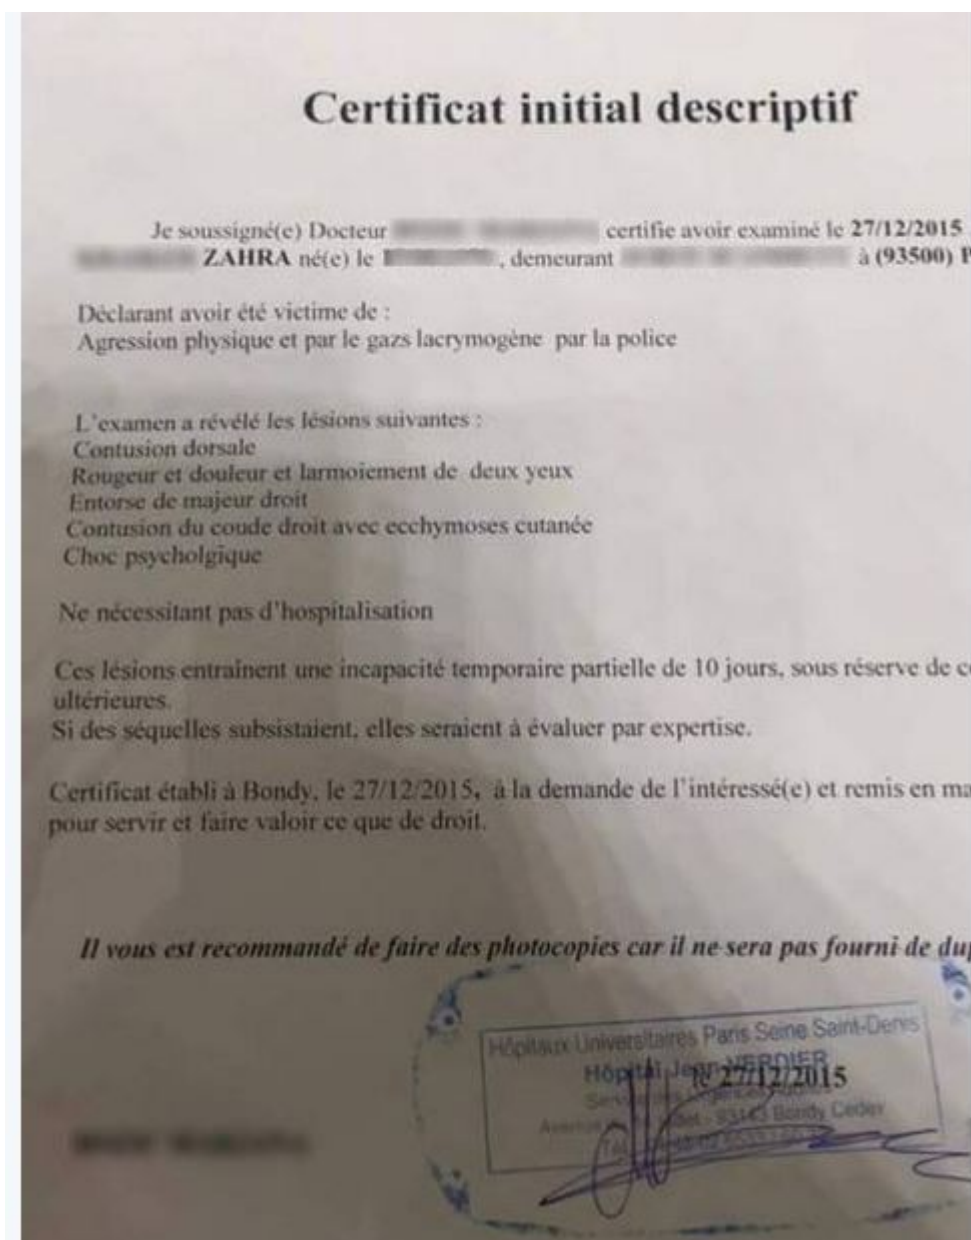 Certificat initial descriptif
Je soussigné(e) Docteur certifie avoir examiné le 27/12/2015
ZAHRA né(e) le , demeurant à (93500) P
Déclarant avoir été victime de :
Agression physique et par le gazs lacrymogène par la police
L'examen a révélé les lésions suivantes :
Contusion dorsale
Rougeur et douleur et larmoiement de deux yeux
Entorse de majeur droit
Contusion du coude droit avec ecchymoses cutanée
Choc psycholgique
Ne nécessitant pas d'hospitalisation
Ces lésions entraînent une incapacité temporaire partielle de 10 jours, sous réserve de c
ultérieures.
Si des séquelles subsistaient, elles seraient à évaluer par expertise.
Certificat établi à Bondy, le 27/12/2015, à la demande de l'intéressé(e) et remis en ma
pour servir et faire valoir ce que de droit.
Il vous est recommandé de faire des photocopies car il ne sera pas fourni de dup
Hôpitaux Universitaires Paris Seine Saint-Denis
Hôpital Jean VERDIER
le 27/12/2015
93143 Bondy Cedex